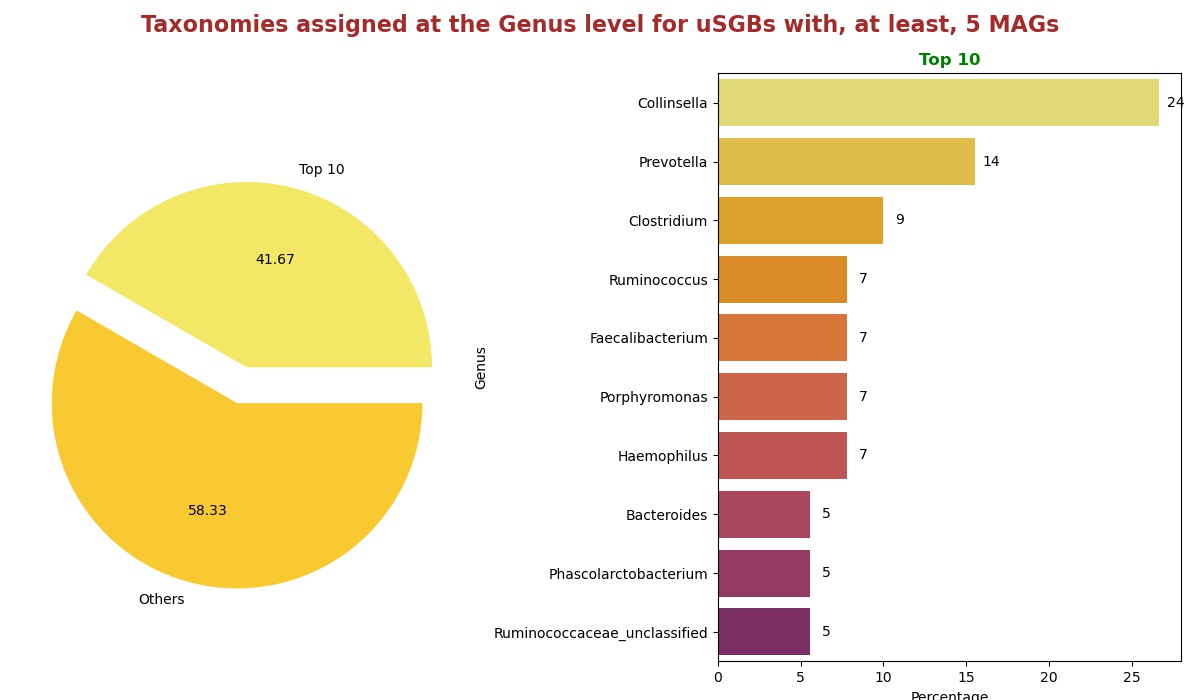 Taxonomies assigned at the Genus level for uSGBs with, at least, 5 MAGs
Top 10
41.67
58.33
Others
Genus
Top 10
Collinsella 24
Prevotella 14
Clostridium 9
Ruminococcus 7
Faecalibacterium 7
Porphyromonas 7
Haemophilus 7
Bacteroides 5
Phascolarctobacterium 5
Ruminococcaceae_unclassified 5
0 5 10 15 20 25
Percentage